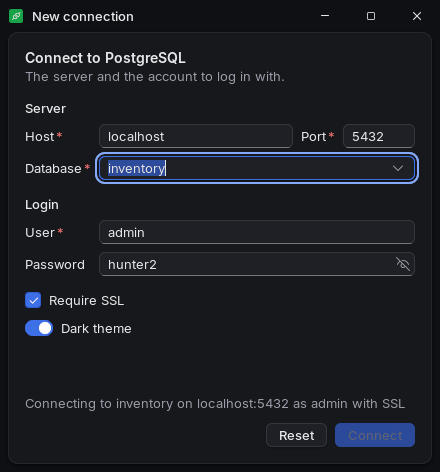 New connection
Connect to PostgreSQL
The server and the account to log in with.
Server
Host* localhost Port* 5432
Database* inventory
Login
User* admin
Password hunter2
Require SSL
Dark theme
Connecting to inventory on localhost:5432 as admin with SSL
Reset Connect